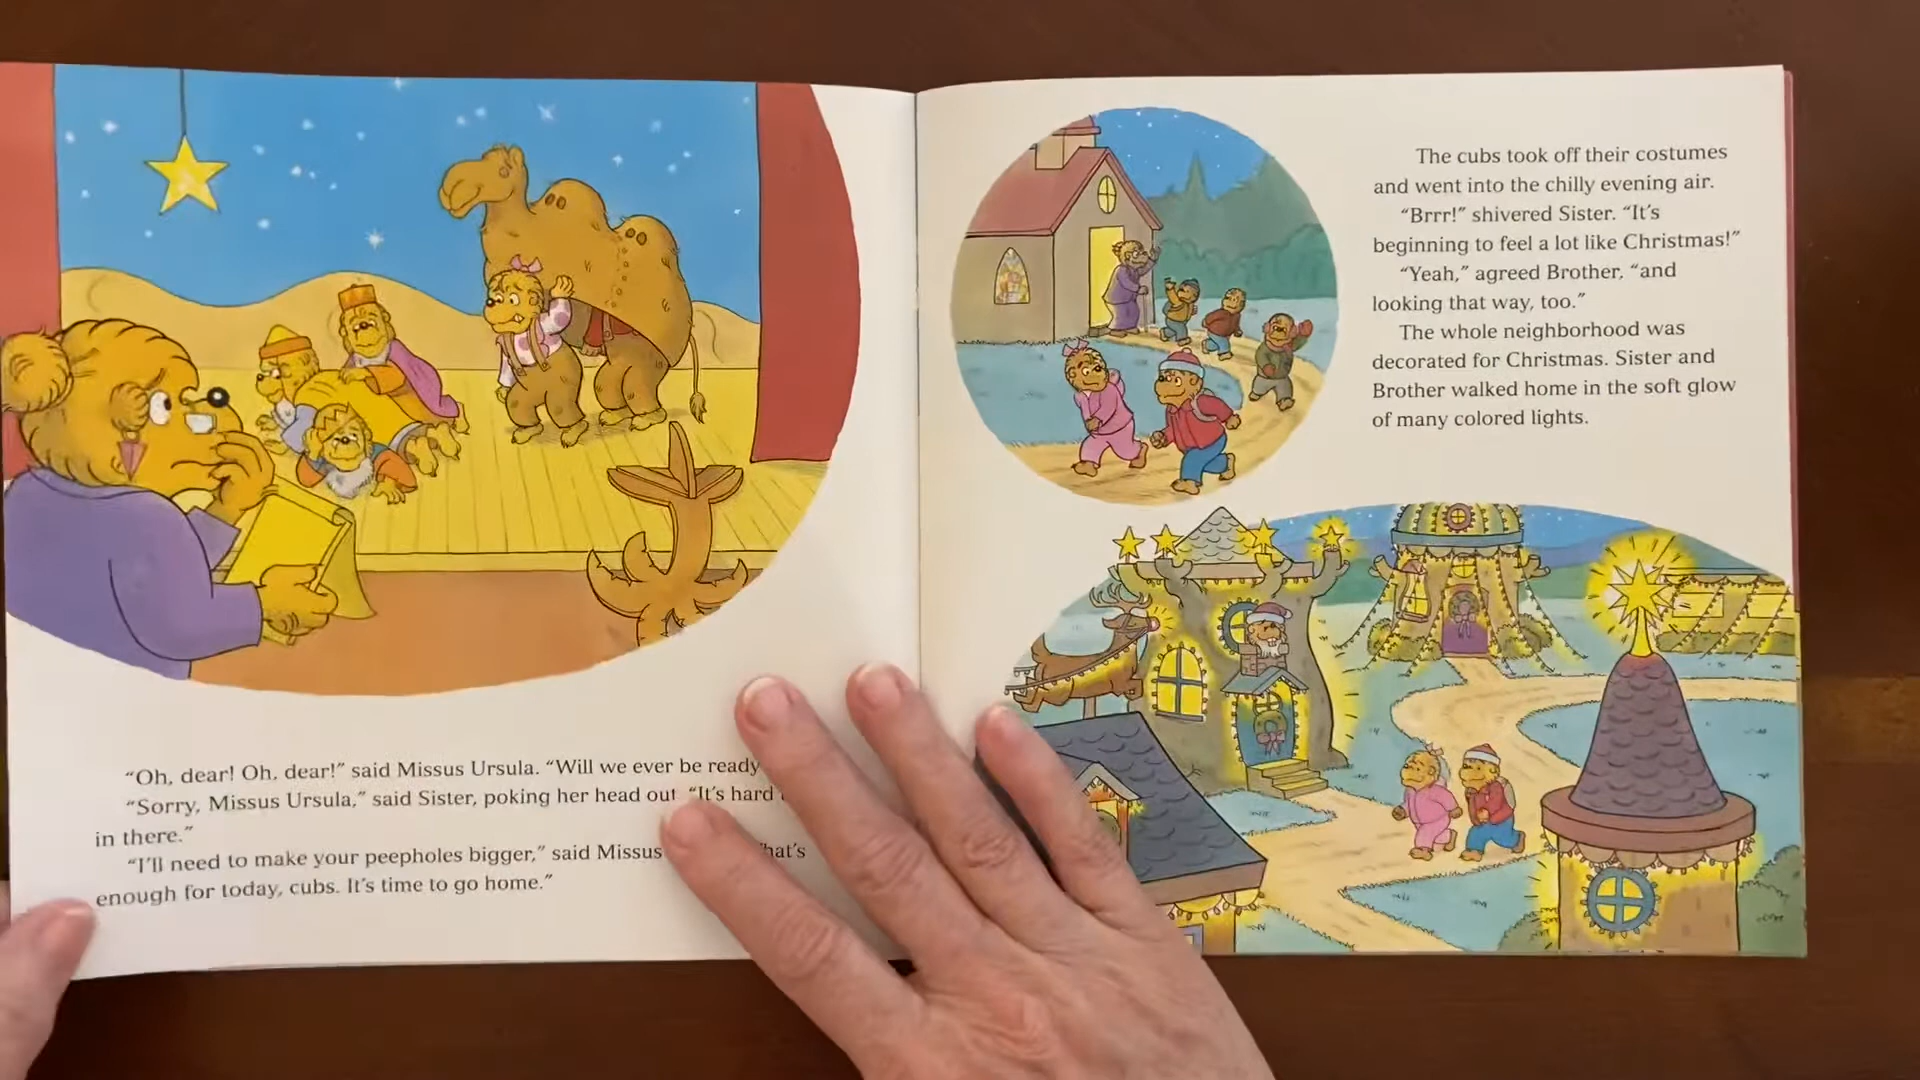 “Oh, dear! Oh, dear!” said Missus Ursula. “Will we ever be ready
“Sorry, Missus Ursula,” said Sister, poking her head out. “It’s hard
in there.”
“I’ll need to make your peepholes bigger,” said Missus hat’s
enough for today, cubs. It’s time to go home.”
The cubs took off their costumes
and went into the chilly evening air.
“Brrr!” shivered Sister. “It’s
beginning to feel a lot like Christmas!”
“Yeah,” agreed Brother, “and
looking that way, too.”
The whole neighborhood was
decorated for Christmas. Sister and
Brother walked home in the soft glow
of many colored lights.